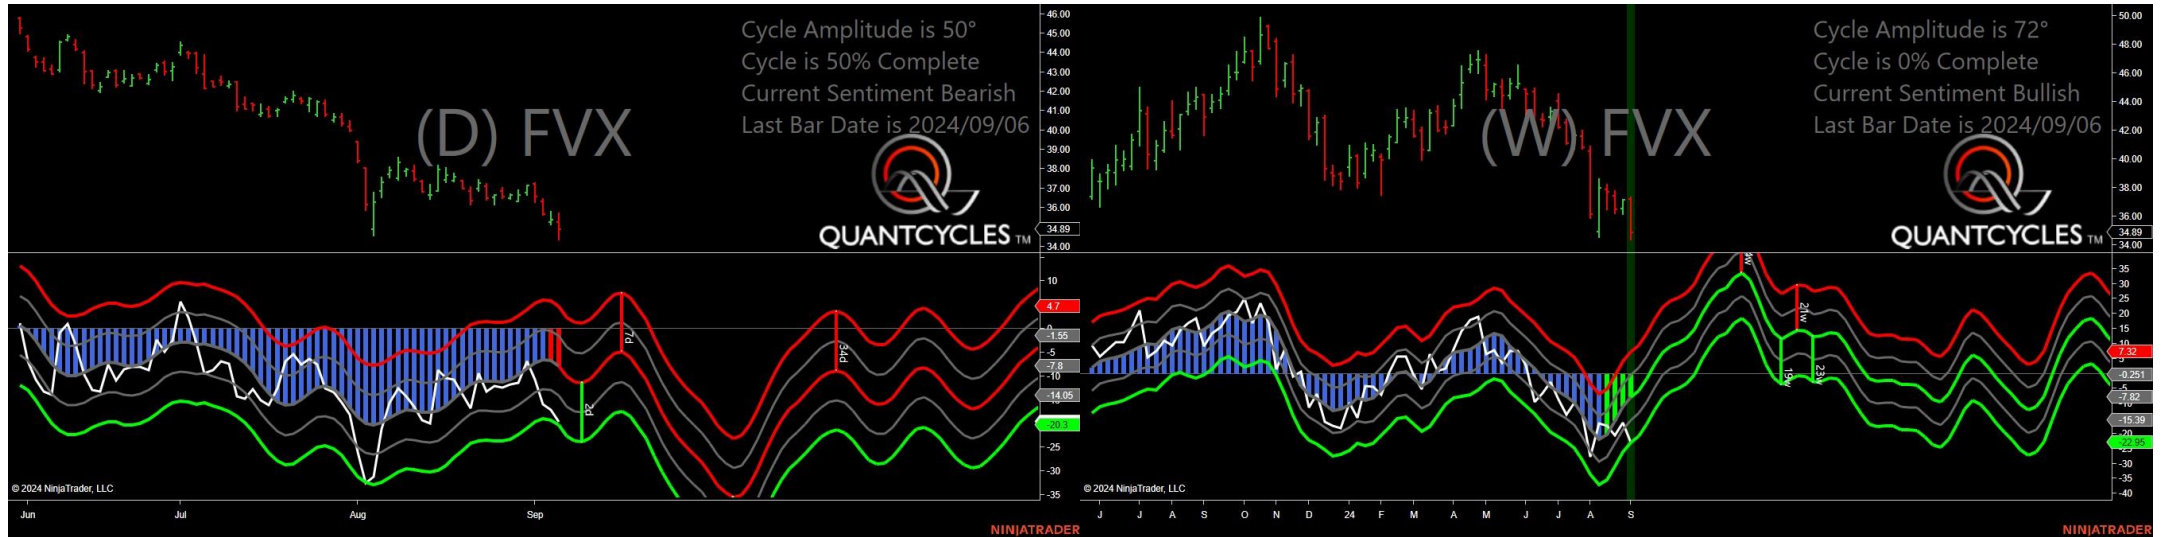 Cycle Amplitude is 50°
Cycle is 50% Complete
Current Sentiment Bearish
Last Bar Date is 2024/09/06
(D) FVX
QUANTCYCLES TM
46.00
45.00
44.00
43.00
42.00
41.00
40.00
39.00
38.00
37.00
36.00
34.89
34.00
10
4.7
0
-1.55
-5
-7.8
-10
-14.05
-20.3
-25
-30
-35
7d
34d
2d
© 2024 NinjaTrader, LLC
Jun Jul Aug Sep
NINJATRADER
Cycle Amplitude is 72°
Cycle is 0% Complete
Current Sentiment Bullish
Last Bar Date is 2024/09/06
(W) FVX
QUANTCYCLES TM
50.00
48.00
46.00
44.00
42.00
40.00
38.00
36.00
34.89
34.00
35
30
25
20
15
10
7.32
-0.251
-7.82
-15.39
-20
-22.95
-30
-35
-40
21w
19w
23w
© 2024 NinjaTrader, LLC
J J A S O N D 24 F M A M J J A S
NINJATRADER